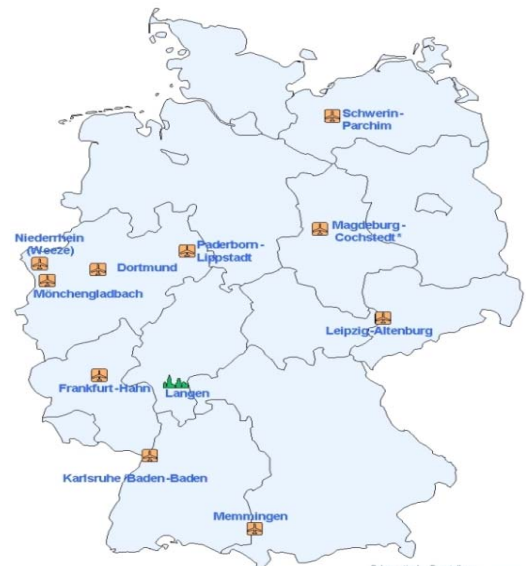 Schwerin-
Parchim
Magdeburg-
Cochstedt*
Niederrhein
(Weeze)
Paderborn-
Lippstadt
Dortmund
Mönchengladbach
Leipzig-Altenburg
Frankfurt-Hahn
Langen
Karlsruhe/Baden-Baden
Memmingen